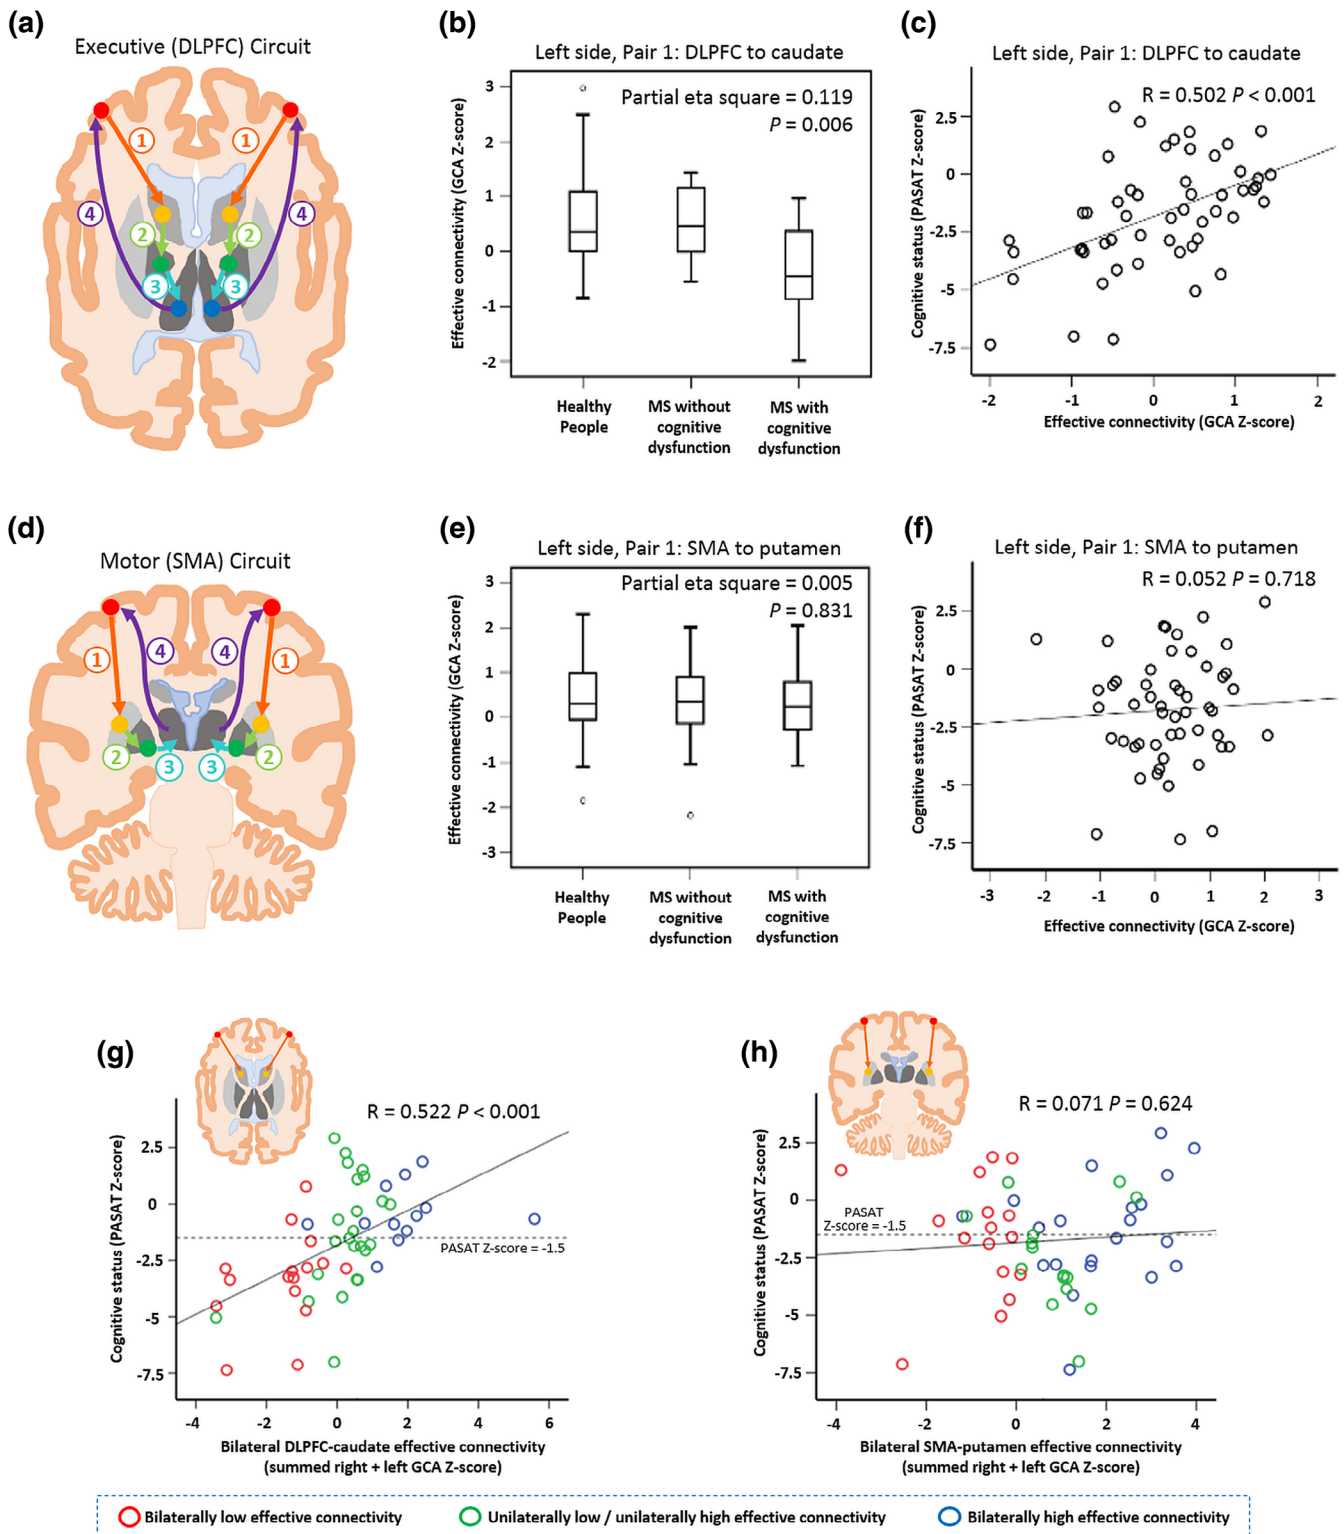 (a)
Executive (DLPFC) Circuit
1
1
4
4
2
2
3
3
(b)
Left side, Pair 1: DLPFC to caudate
Partial eta square = 0.119
P = 0.006
Effective connectivity (GCA Z-score)
3
2
1
0
-1
-2
Healthy
People
MS without
cognitive
dysfunction
MS with
cognitive
dysfunction
(c)
Left side, Pair 1: DLPFC to caudate
R = 0.502 P < 0.001
Cognitive status (PASAT Z-score)
2.5
0
-2.5
-5
-7.5
-2
-1
0
1
2
Effective connectivity (GCA Z-score)
(d)
Motor (SMA) Circuit
1
4
4
1
2
3
3
2
(e)
Left side, Pair 1: SMA to putamen
Partial eta square = 0.005
P = 0.831
Effective connectivity (GCA Z-score)
3
2
1
0
-1
-2
-3
Healthy
People
MS without
cognitive
dysfunction
MS with
cognitive
dysfunction
(f)
Left side, Pair 1: SMA to putamen
R = 0.052 P = 0.718
Cognitive status (PASAT Z-score)
2.5
0
-2.5
-5
-7.5
-3
-2
-1
0
1
2
3
Effective connectivity (GCA Z-score)
(g)
R = 0.522 P < 0.001
Cognitive status (PASAT Z-score)
2.5
0
-2.5
-5
-7.5
PASAT Z-score = -1.5
-4
-2
0
2
4
6
Bilateral DLPFC-caudate effective connectivity
(summed right + left GCA Z-score)
(h)
R = 0.071 P = 0.624
Cognitive status (PASAT Z-score)
2.5
0
-2.5
-5
-7.5
PASAT
Z-score = -1.5
-4
-2
0
2
4
Bilateral SMA-putamen effective connectivity
(summed right + left GCA Z-score)
Bilaterally low effective connectivity
Unilaterally low / unilaterally high effective connectivity
Bilaterally high effective connectivity